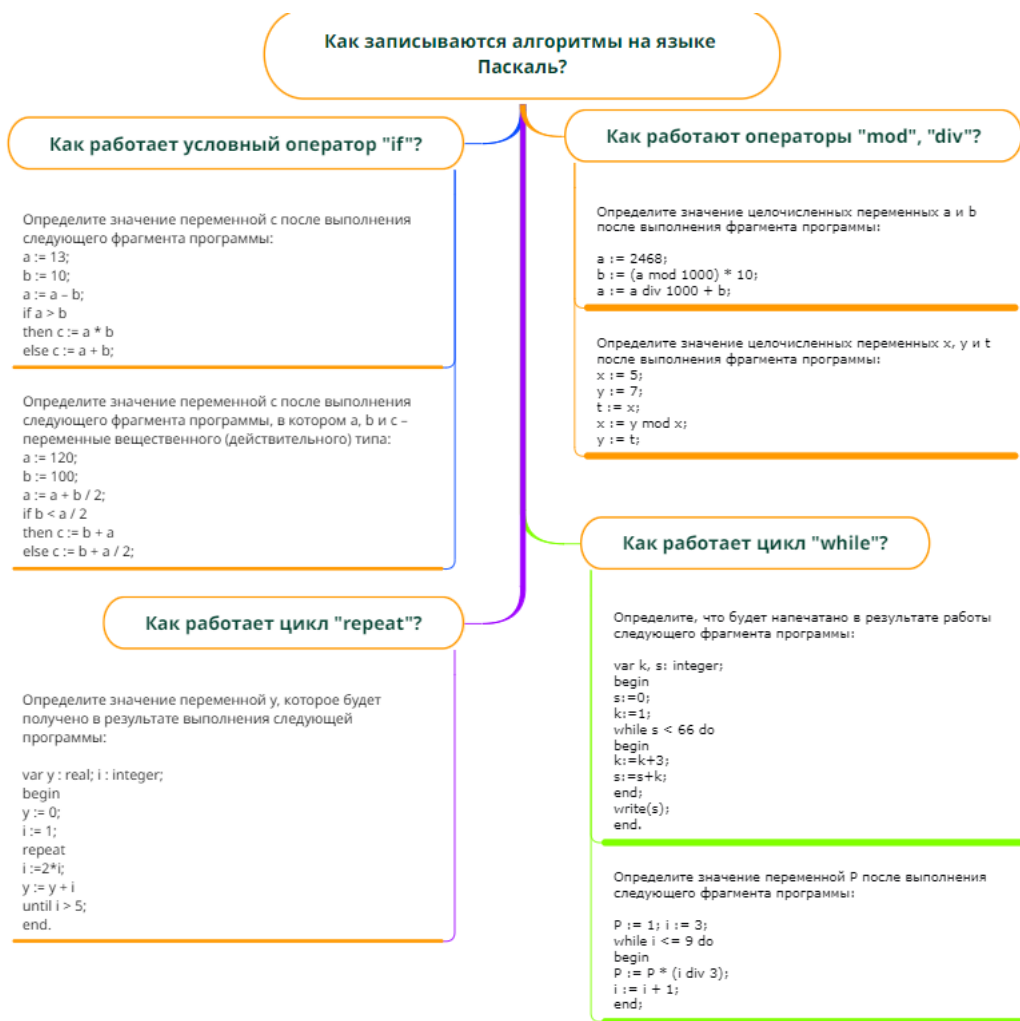 Как записываются алгоритмы на языке
Паскаль?
Как работает условный оператор "if"?
Определите значение переменной с после выполнения
следующего фрагмента программы:
a := 13;
b := 10;
a := a – b;
if a > b
then c := a * b
else c := a + b;
Определите значение переменной с после выполнения
следующего фрагмента программы, в котором a, b и c –
переменные вещественного (действительного) типа:
a := 120;
b := 100;
a := a + b / 2;
if b < a / 2
then c := b + a
else c := b + a / 2;
Как работает цикл "repeat"?
Определите значение переменной y, которое будет
получено в результате выполнения следующей
программы:
var y : real; i : integer;
begin
y := 0;
i := 1;
repeat
i :=2*i;
y := y + i
until i > 5;
end.
Как работают операторы "mod", "div"?
Определите значение целочисленных переменных a и b
после выполнения фрагмента программы:
a := 2468;
b := (a mod 1000) * 10;
a := a div 1000 + b;
Определите значение целочисленных переменных x, y и t
после выполнения фрагмента программы:
x := 5;
y := 7;
t := x;
x := y mod x;
y := t;
Как работает цикл "while"?
Определите, что будет напечатано в результате работы
следующего фрагмента программы:
var k, s: integer;
begin
s:=0;
k:=1;
while s < 66 do
begin
k:=k+3;
s:=s+k;
end;
write(s);
end.
Определите значение переменной P после выполнения
следующего фрагмента программы:
P := 1; i := 3;
while i <= 9 do
begin
P := P * (i div 3);
i := i + 1;
end;